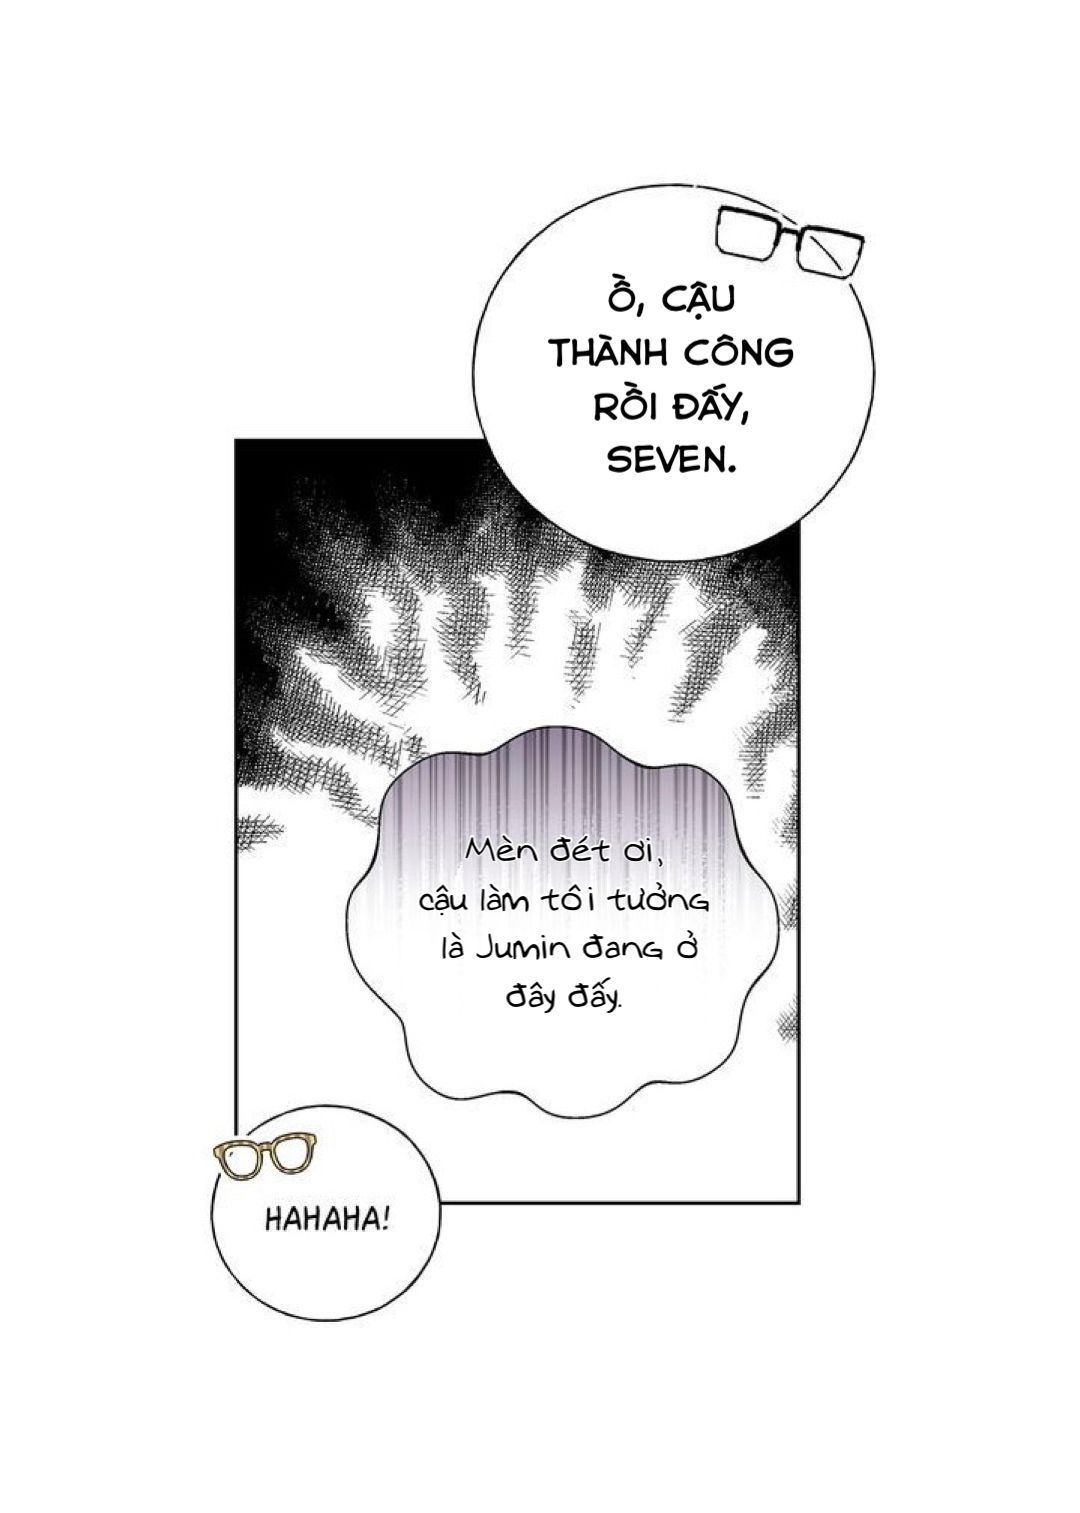 Ồ, CẬU
THÀNH CÔNG
RỒI ĐẤY,
SEVEN.
Mèn đét ơi,
cậu làm tôi tưởng
là Jumin đang ở
đây đấy.
HAHAHA!